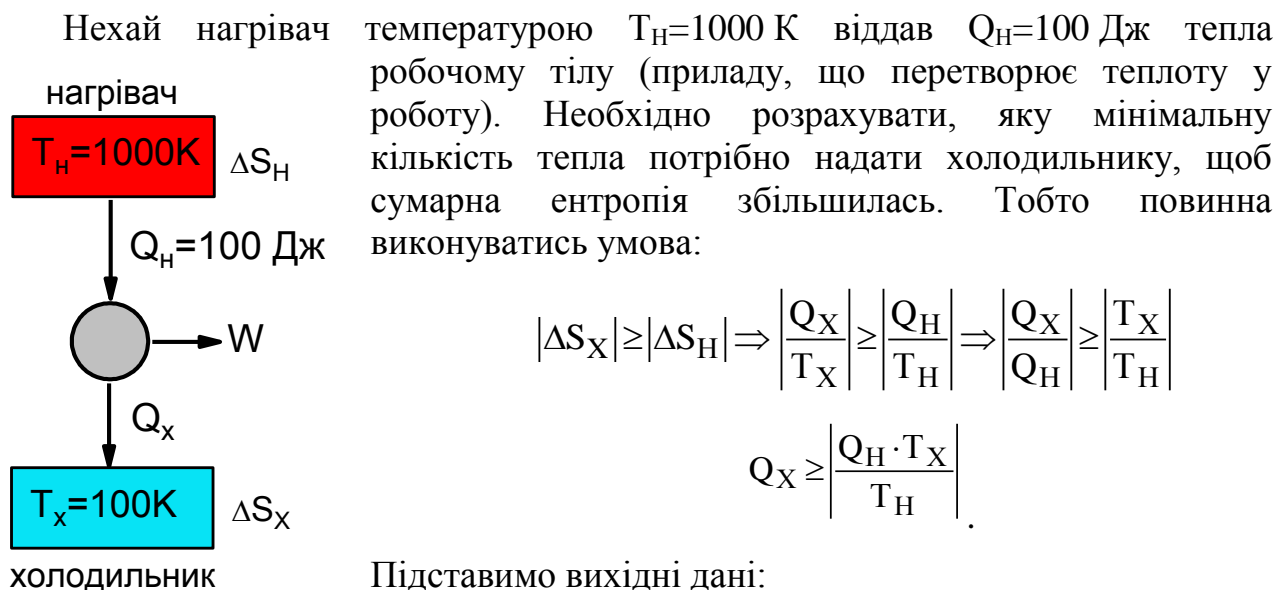 Нехай нагрівач температурою T_H=1000 К віддав Q_H=100 Дж тепла
робочому тілу (приладу, що перетворює теплоту у
роботу). Необхідно розрахувати, яку мінімальну
кількість тепла потрібно надати холодильнику, щоб
сумарна ентропія збільшилась. Тобто повинна
виконуватись умова:
нагрівач
T_н=1000K ΔS_H
Q_н=100 Дж
W
Q_x
T_x=100K ΔS_X
холодильник
|ΔS_X|≥|ΔS_H|⇒|Q_X/T_X|≥|Q_H/T_H|⇒|Q_X/Q_H|≥|T_X/T_H|
Q_X≥|Q_H·T_X/T_H|.
Підставимо вихідні дані: